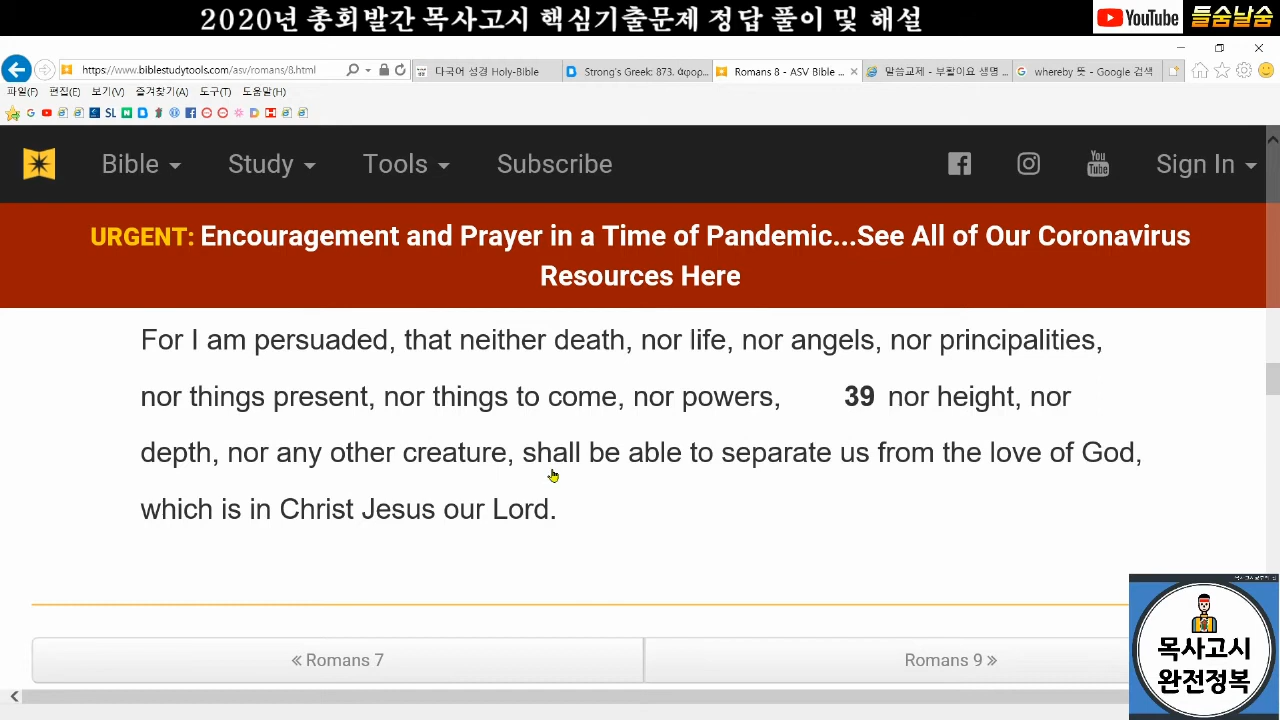 2020년 총회발간 목사고시 핵심기출문제 정답 풀이 및 해설
YouTube 들숨날숨
https://www.biblestudytools.com/asv/romans/8.html
다국어 성경 Holy-Bible
Strong's Greek: 873. ἀφορ...
Romans 8 - ASV Bible ...
말씀교제 - 부활이요 생명 ...
whereby 뜻 - Google 검색
파일(F) 편집(E) 보기(V) 즐겨찾기(A) 도구(T) 도움말(H)
Bible Study Tools Subscribe You Tube Sign In
URGENT: Encouragement and Prayer in a Time of Pandemic...See All of Our Coronavirus
Resources Here
For I am persuaded, that neither death, nor life, nor angels, nor principalities,
nor things present, nor things to come, nor powers, 39 nor height, nor
depth, nor any other creature, shall be able to separate us from the love of God,
which is in Christ Jesus our Lord.
« Romans 7
Romans 9 »
목사고시
완전정복